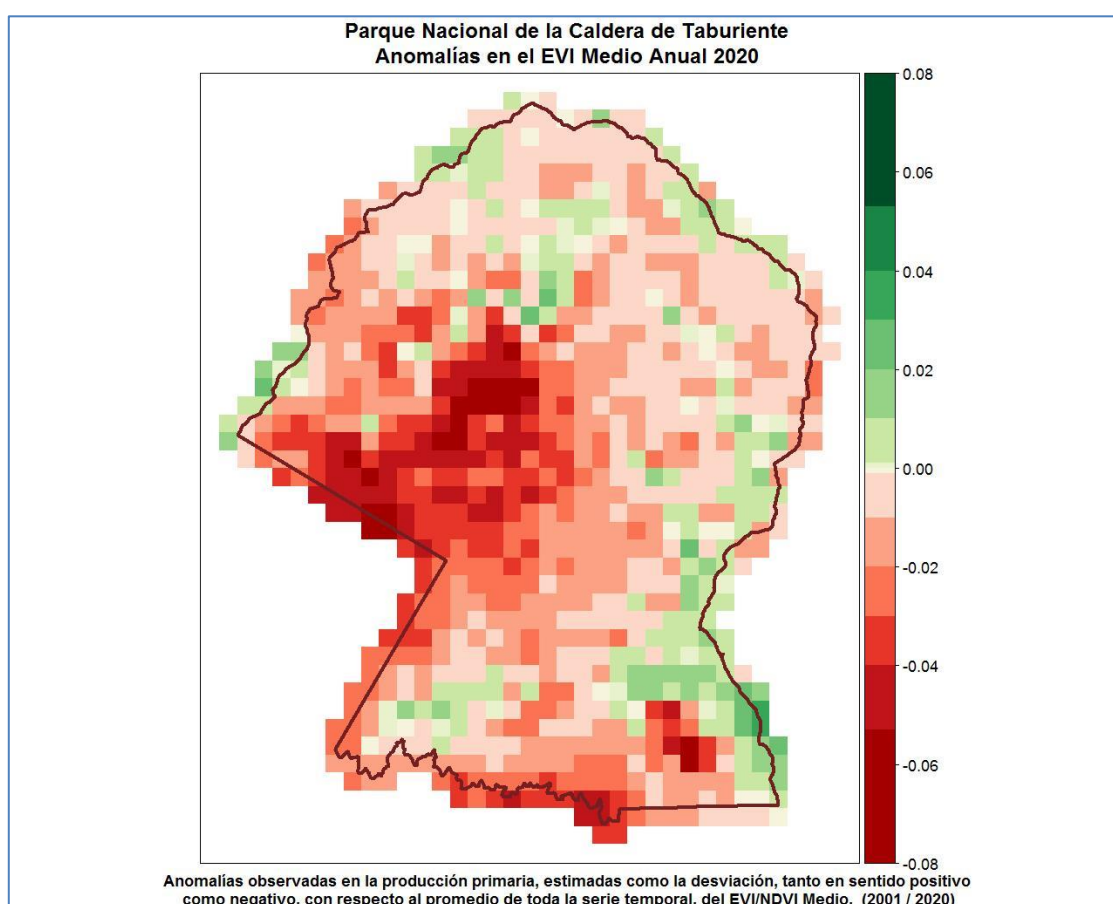 Parque Nacional de la Caldera de Taburiente
Anomalías en el EVI Medio Anual 2020
0.08
0.06
0.04
0.02
0.00
-0.02
-0.04
-0.06
-0.08
Anomalías observadas en la producción primaria, estimadas como la desviación, tanto en sentido positivo
como negativo, con respecto al promedio de toda la serie temporal, del EVI/NDVI Medio. (2001 / 2020)